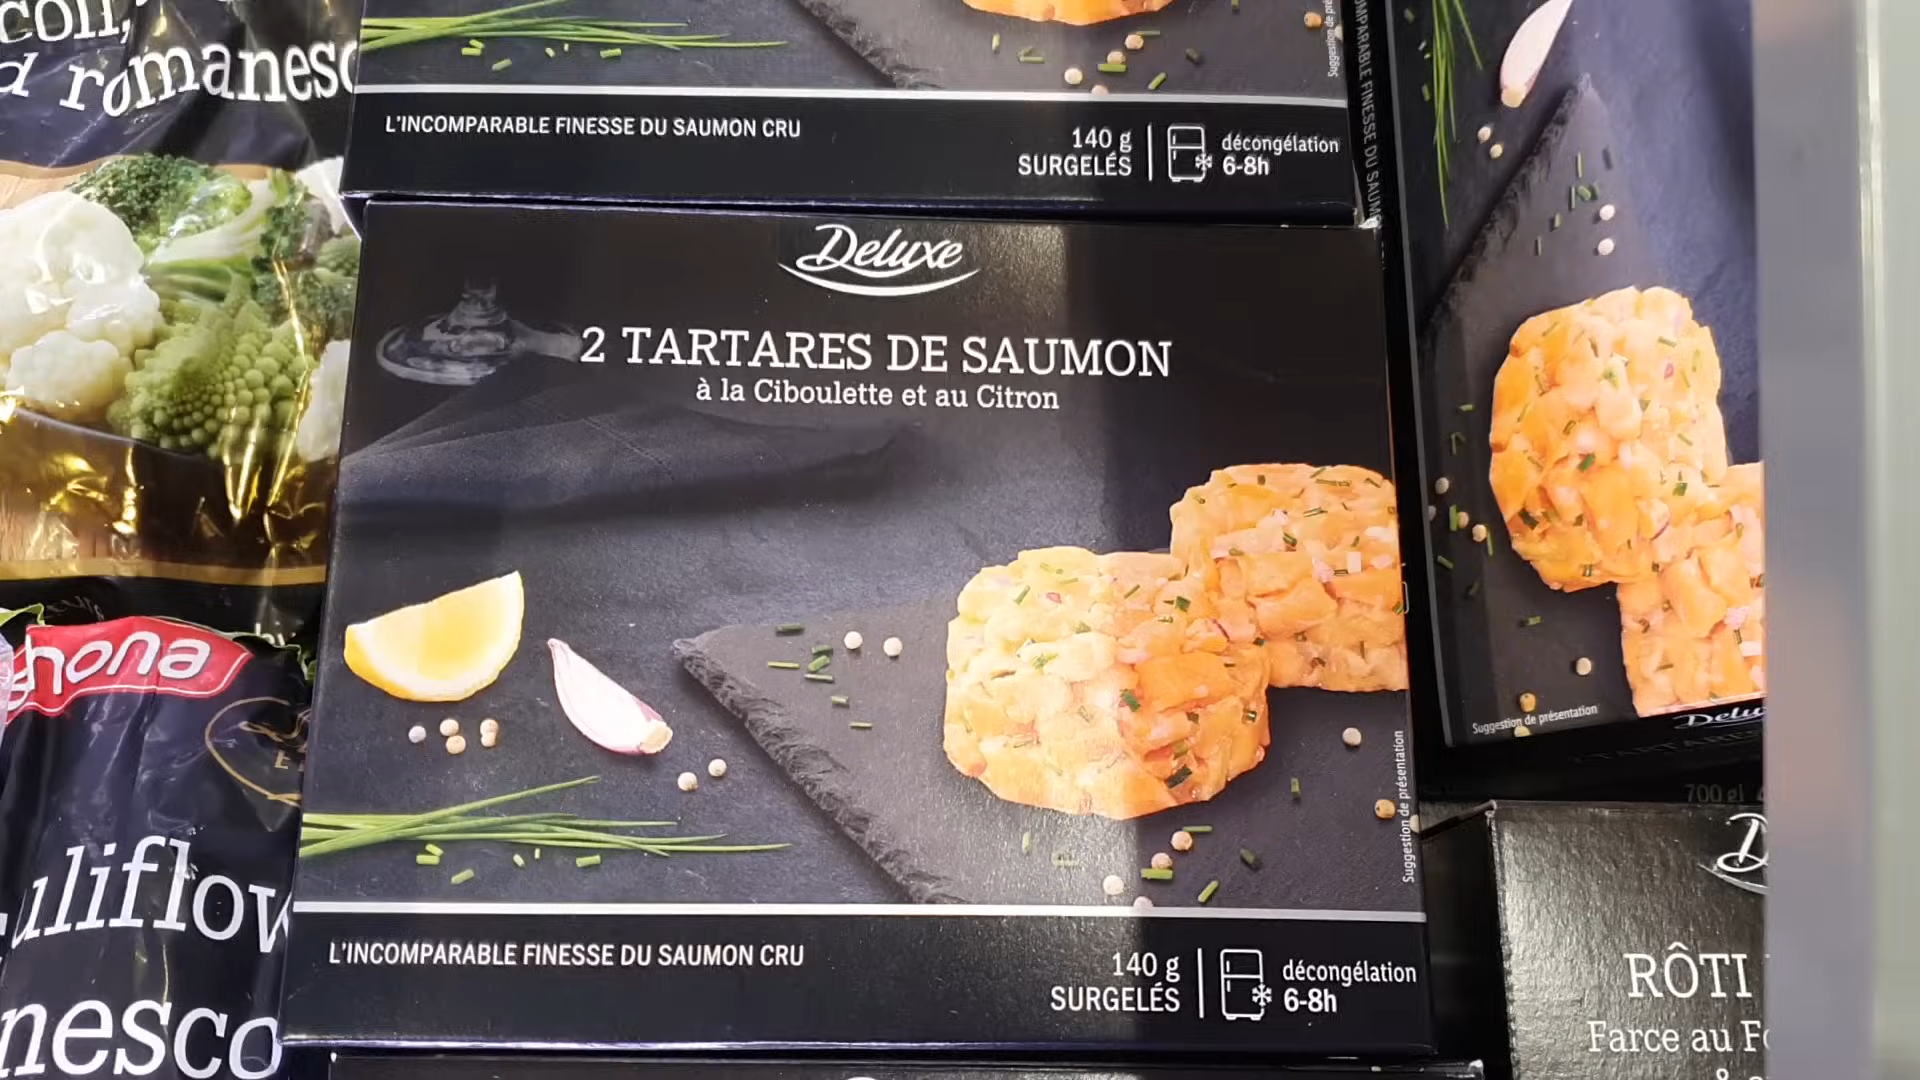 romanesc
L'INCOMPARABLE FINESSE DU SAUMON CRU
140 g
SURGELÉS
décongélation
6-8h
Deluxe
2 TARTARES DE SAUMON
à la Ciboulette et au Citron
Suggestion de présentation
L'INCOMPARABLE FINESSE DU SAUMON CRU
140 g
SURGELÉS
décongélation
6-8h
Suggestion de présentation
RÔTI
Farce au